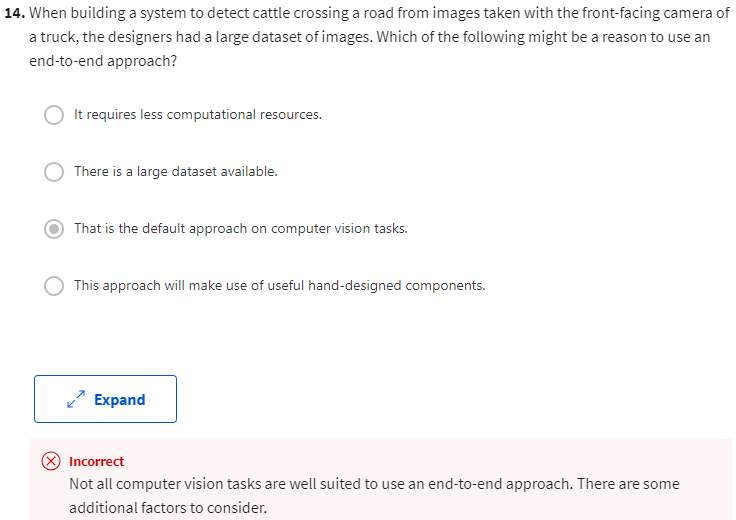 14. When building a system to detect cattle crossing a road from images taken with the front-facing camera of
a truck, the designers had a large dataset of images. Which of the following might be a reason to use an
end-to-end approach?
It requires less computational resources.
There is a large dataset available.
That is the default approach on computer vision tasks.
This approach will make use of useful hand-designed components.
Expand
Incorrect
Not all computer vision tasks are well suited to use an end-to-end approach. There are some
additional factors to consider.